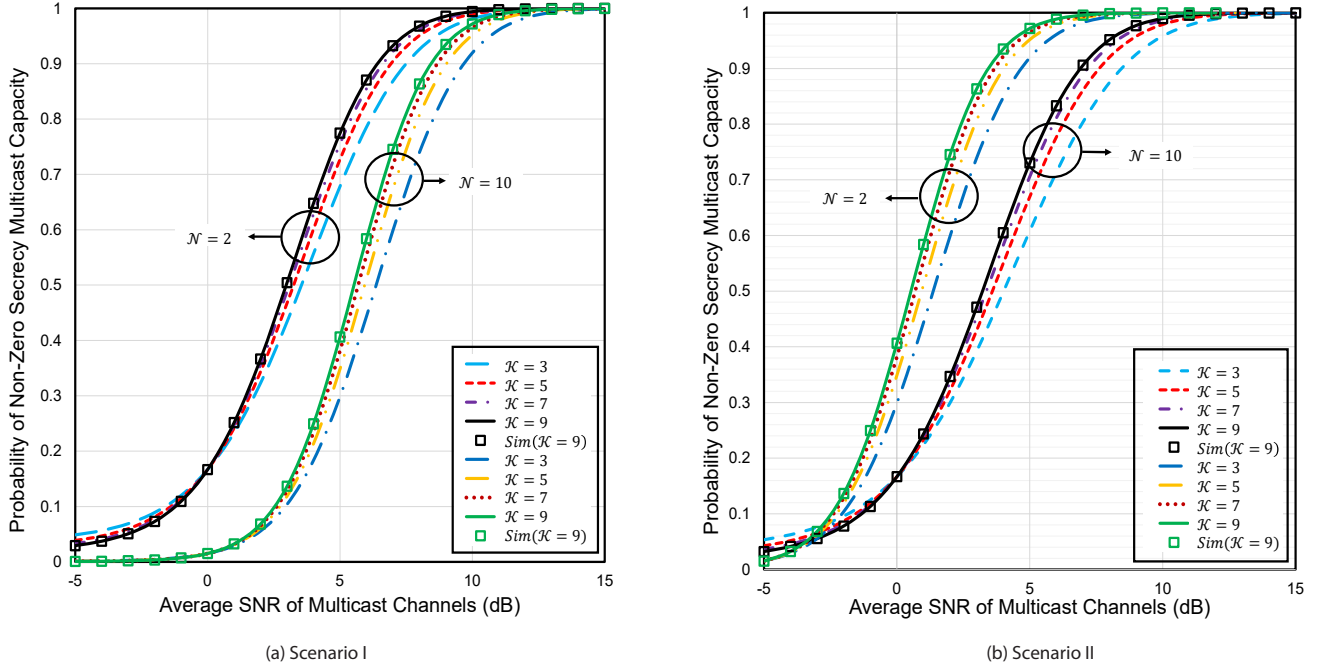 Probability of Non-Zero Secrecy Multicast Capacity
1
0.9
0.8
0.7
0.6
0.5
0.4
0.3
0.2
0.1
0
-5
0
5
10
15
Average SNR of Multicast Channels (dB)
𝒩 = 2
𝒩 = 10
𝒦 = 3
𝒦 = 5
𝒦 = 7
𝒦 = 9
Sim(𝒦 = 9)
𝒦 = 3
𝒦 = 5
𝒦 = 7
𝒦 = 9
Sim(𝒦 = 9)
(a) Scenario I
Probability of Non-Zero Secrecy Multicast Capacity
1
0.9
0.8
0.7
0.6
0.5
0.4
0.3
0.2
0.1
0
-5
0
5
10
15
Average SNR of Multicast Channels (dB)
𝒩 = 2
𝒩 = 10
𝒦 = 3
𝒦 = 5
𝒦 = 7
𝒦 = 9
Sim(𝒦 = 9)
𝒦 = 3
𝒦 = 5
𝒦 = 7
𝒦 = 9
Sim(𝒦 = 9)
(b) Scenario II